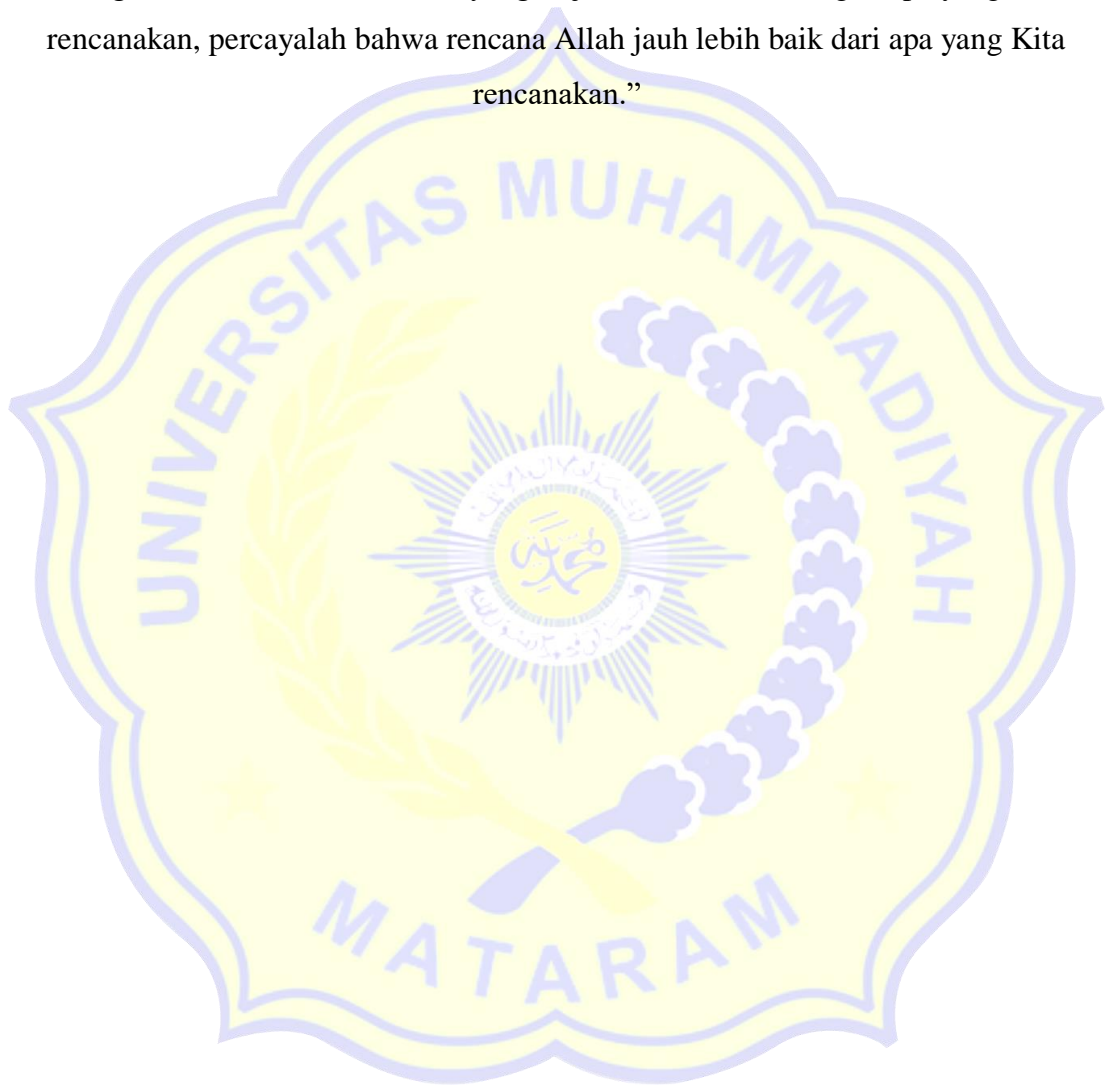 rencanakan, percayalah bahwa rencana Allah jauh lebih baik dari apa yang Kita
rencanakan.”
UNIVERSITAS MUHAMMADIYAH
MATARAM